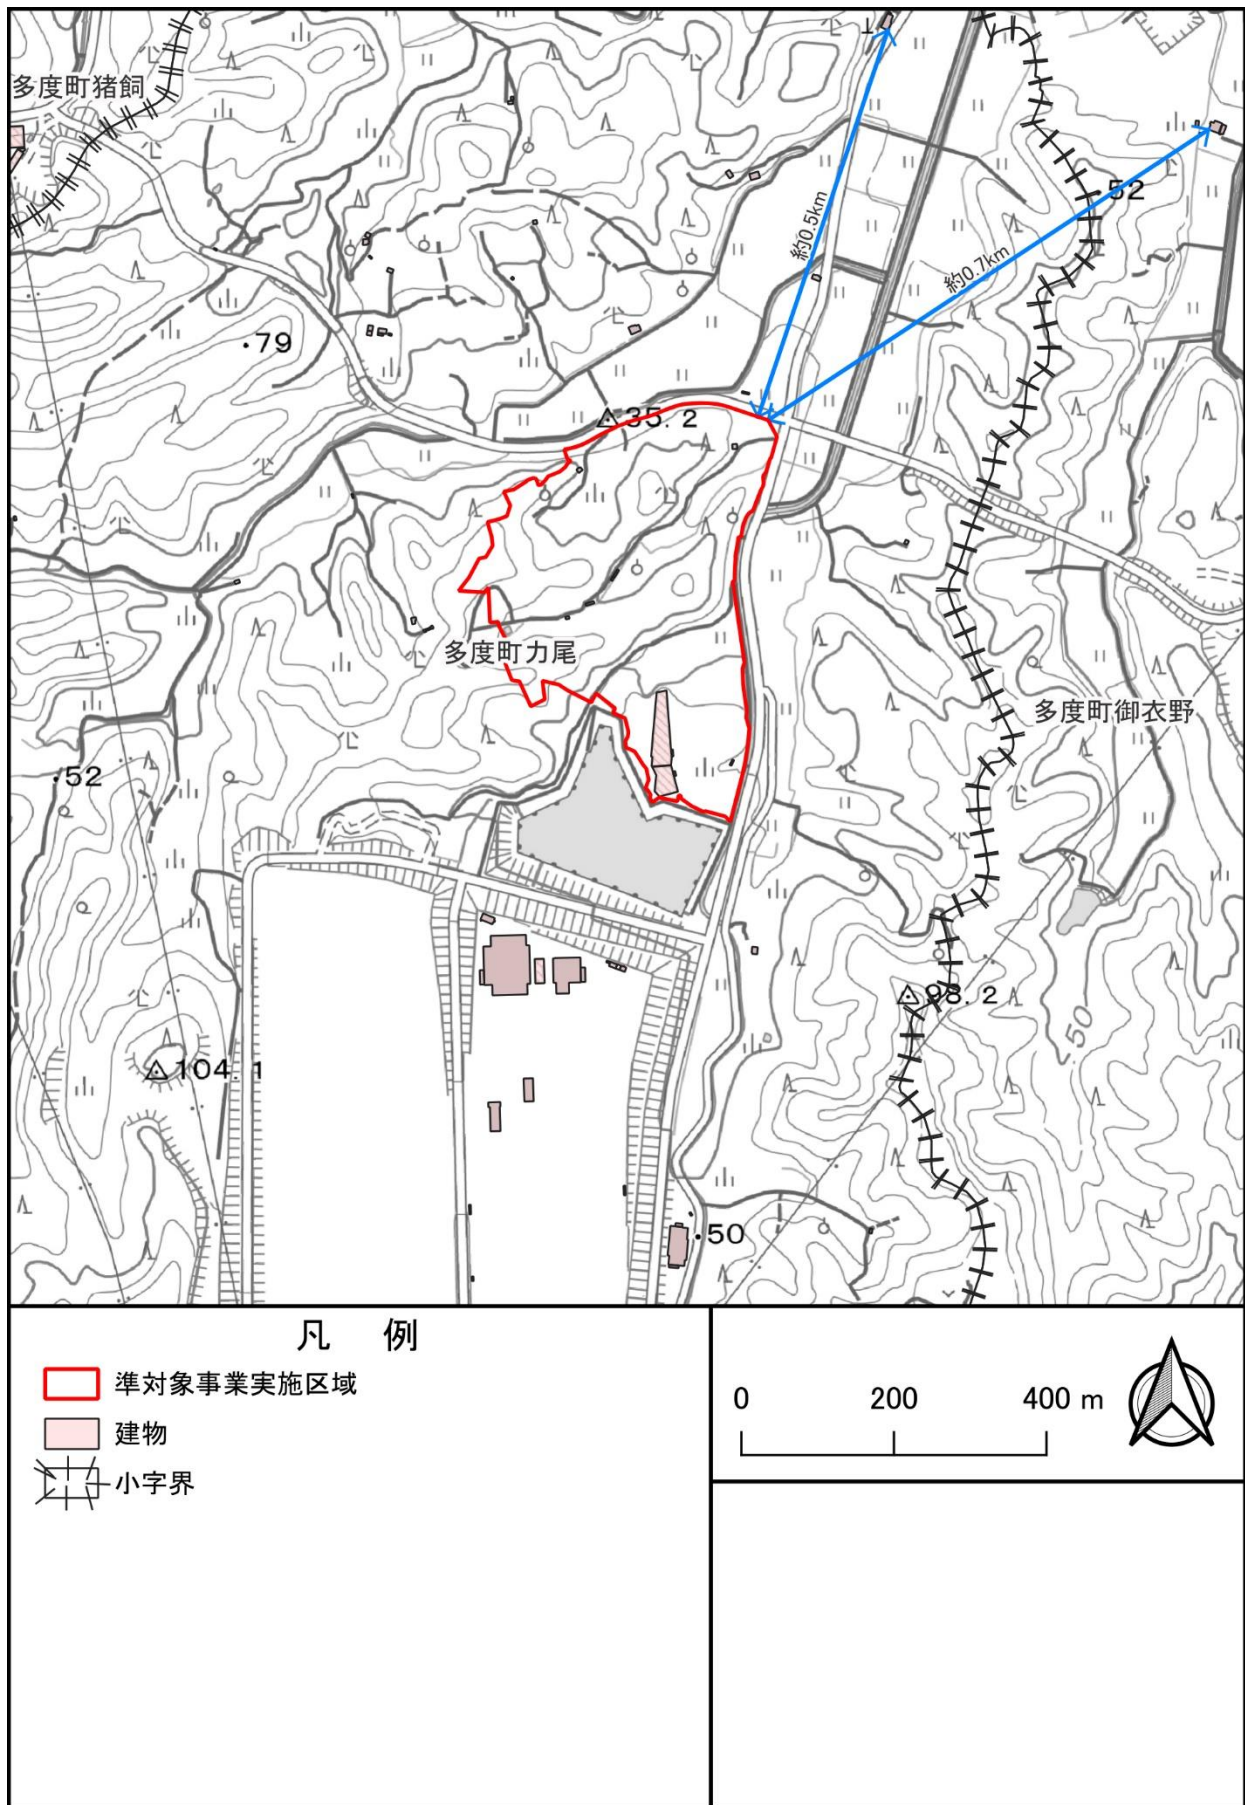 多度町猪飼
52
約0.5km
約0.7km
79
35.2
多度町力尾
多度町御衣野
52
98.2
50
104.1
50
凡 例
準対象事業実施区域
建物
小字界
0 200 400 m